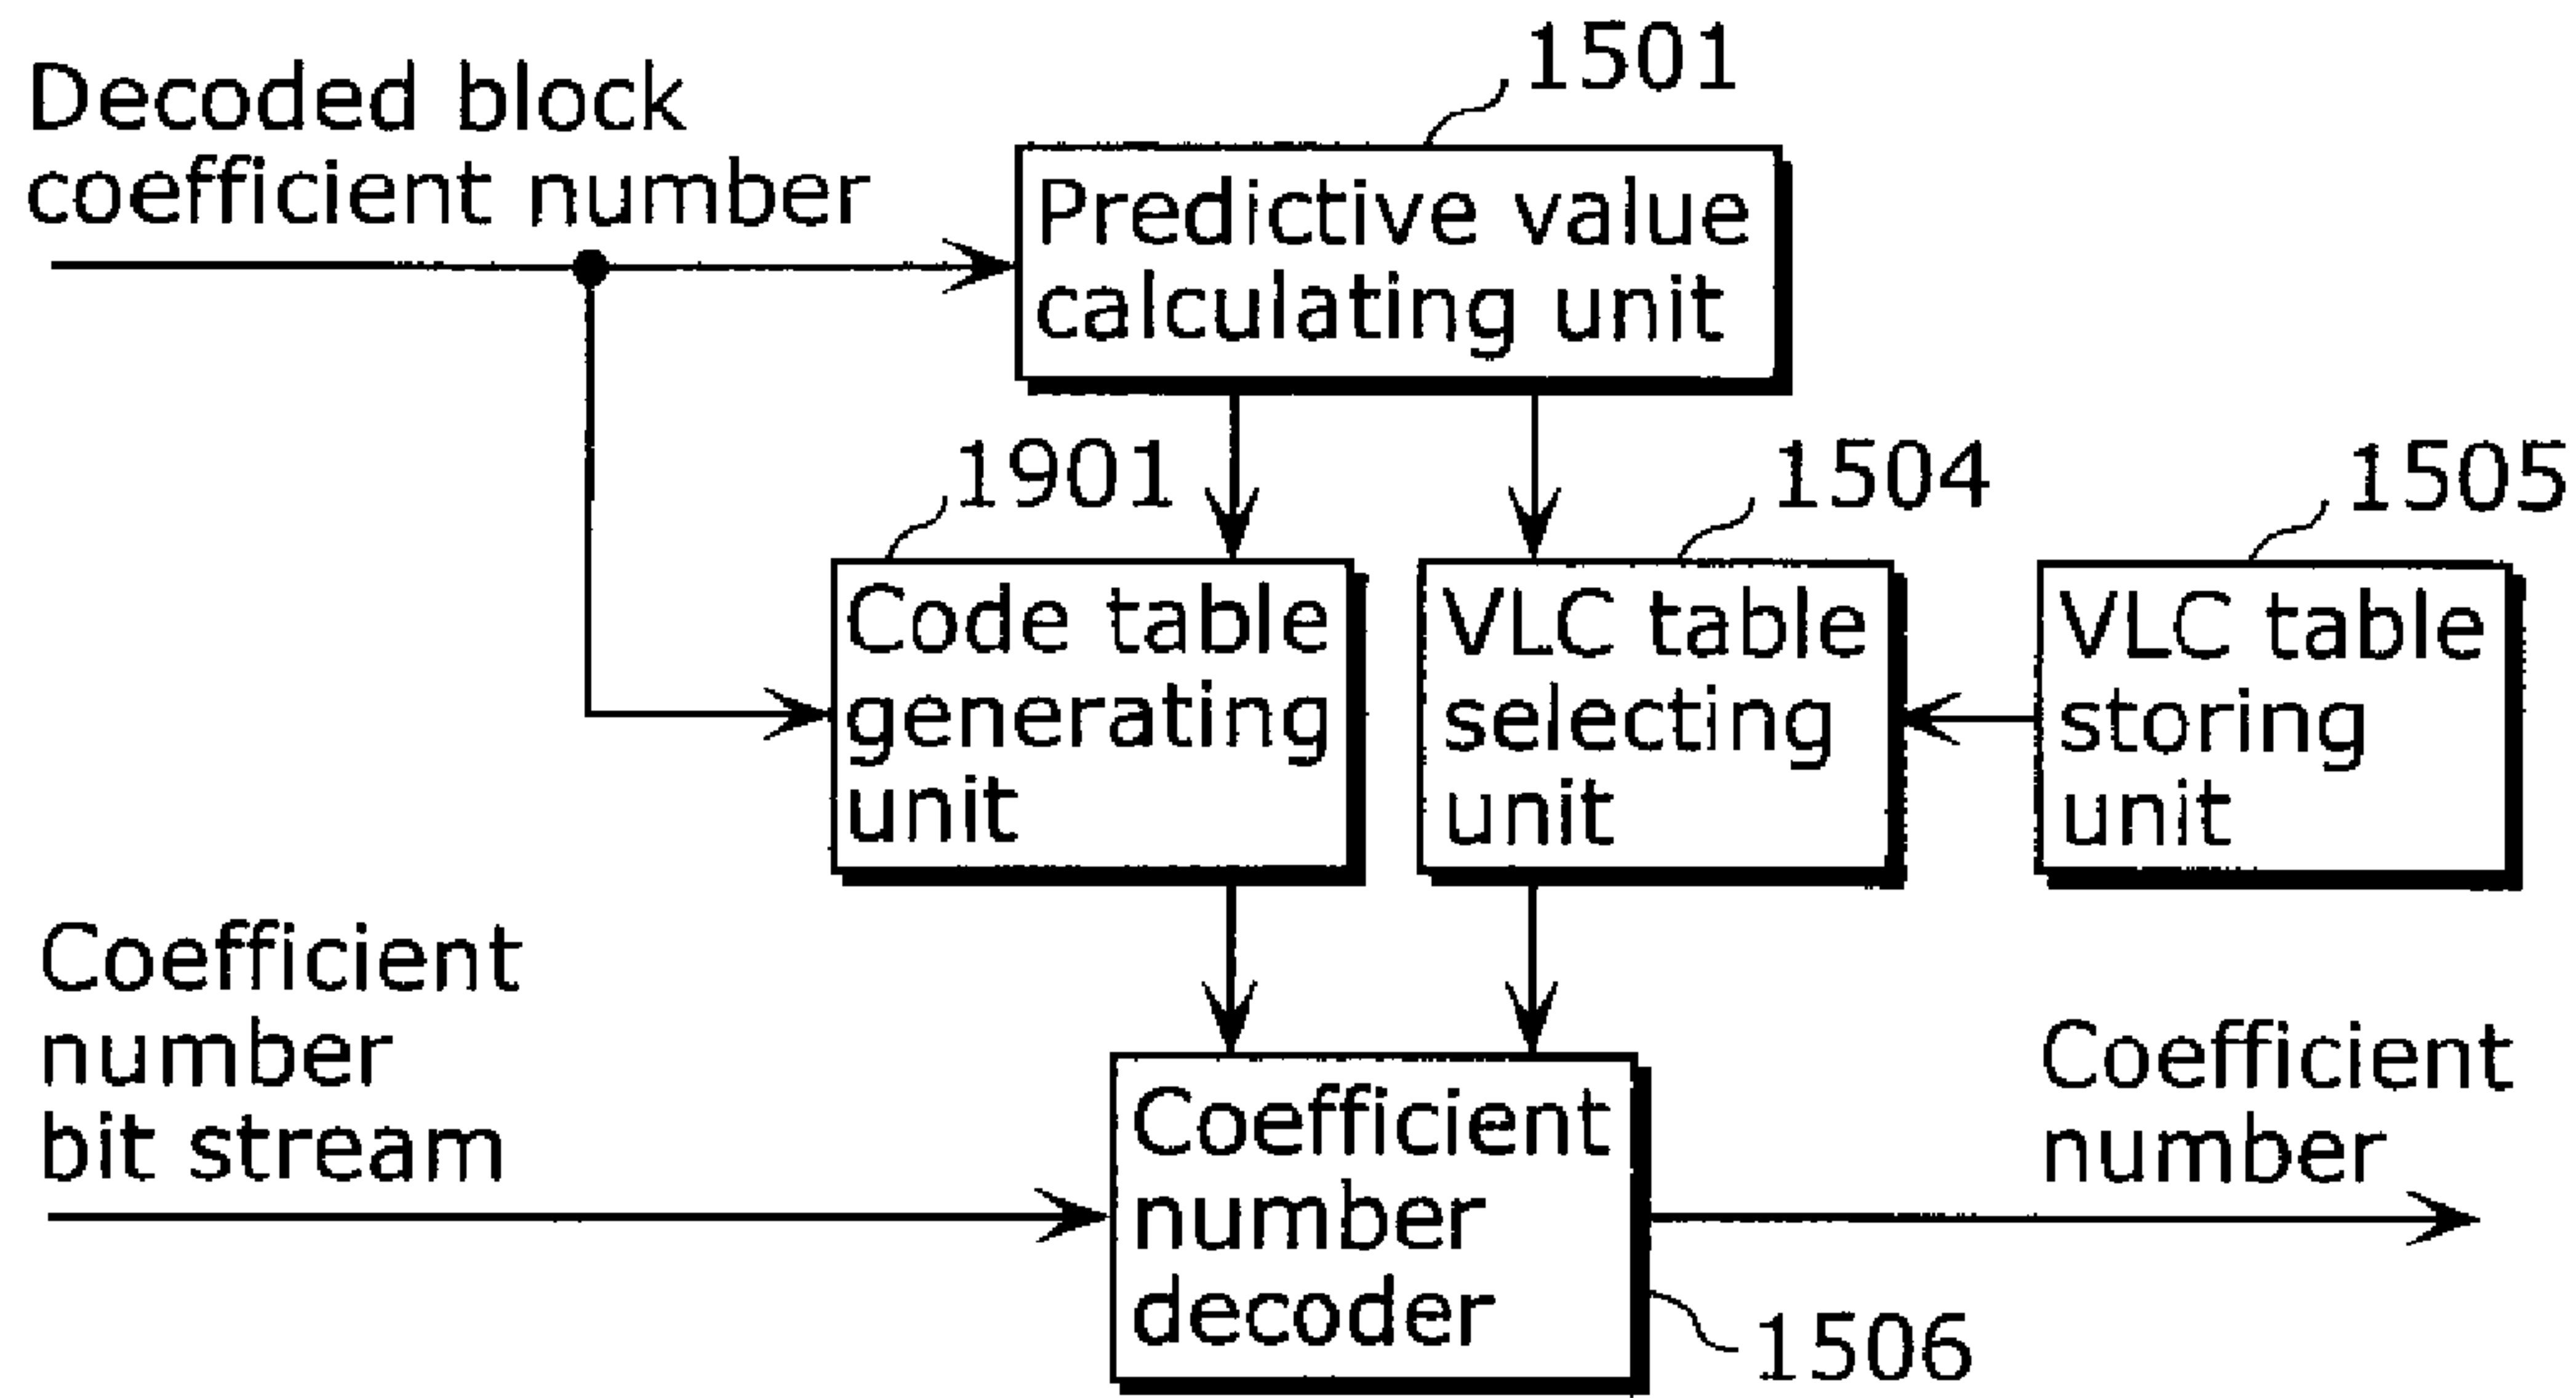 1501
Decoded block
coefficient number
Predictive value
calculating unit
1901
1504
1505
Code table
generating
unit
VLC table
selecting
unit
VLC table
storing
unit
Coefficient
number
bit stream
Coefficient
number
decoder
Coefficient
number
1506